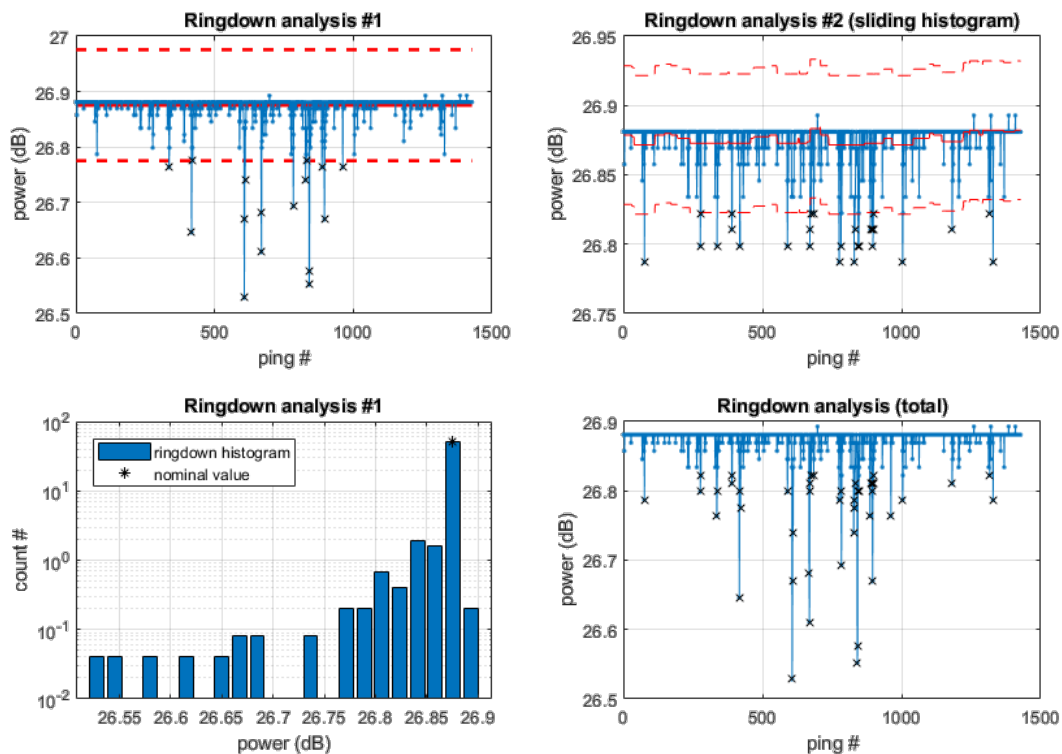 Ringdown analysis #1
27
26.9
26.8
26.7
26.6
26.5
power (dB)
0 500 1000 1500
ping #
Ringdown analysis #2 (sliding histogram)
26.95
26.9
26.85
26.8
26.75
power (dB)
0 500 1000 1500
ping #
Ringdown analysis #1
10^2
10^1
10^0
10^-1
10^-2
count #
ringdown histogram
nominal value
26.55 26.6 26.65 26.7 26.75 26.8 26.85 26.9
power (dB)
Ringdown analysis (total)
26.9
26.8
26.7
26.6
26.5
power (dB)
0 500 1000 1500
ping #